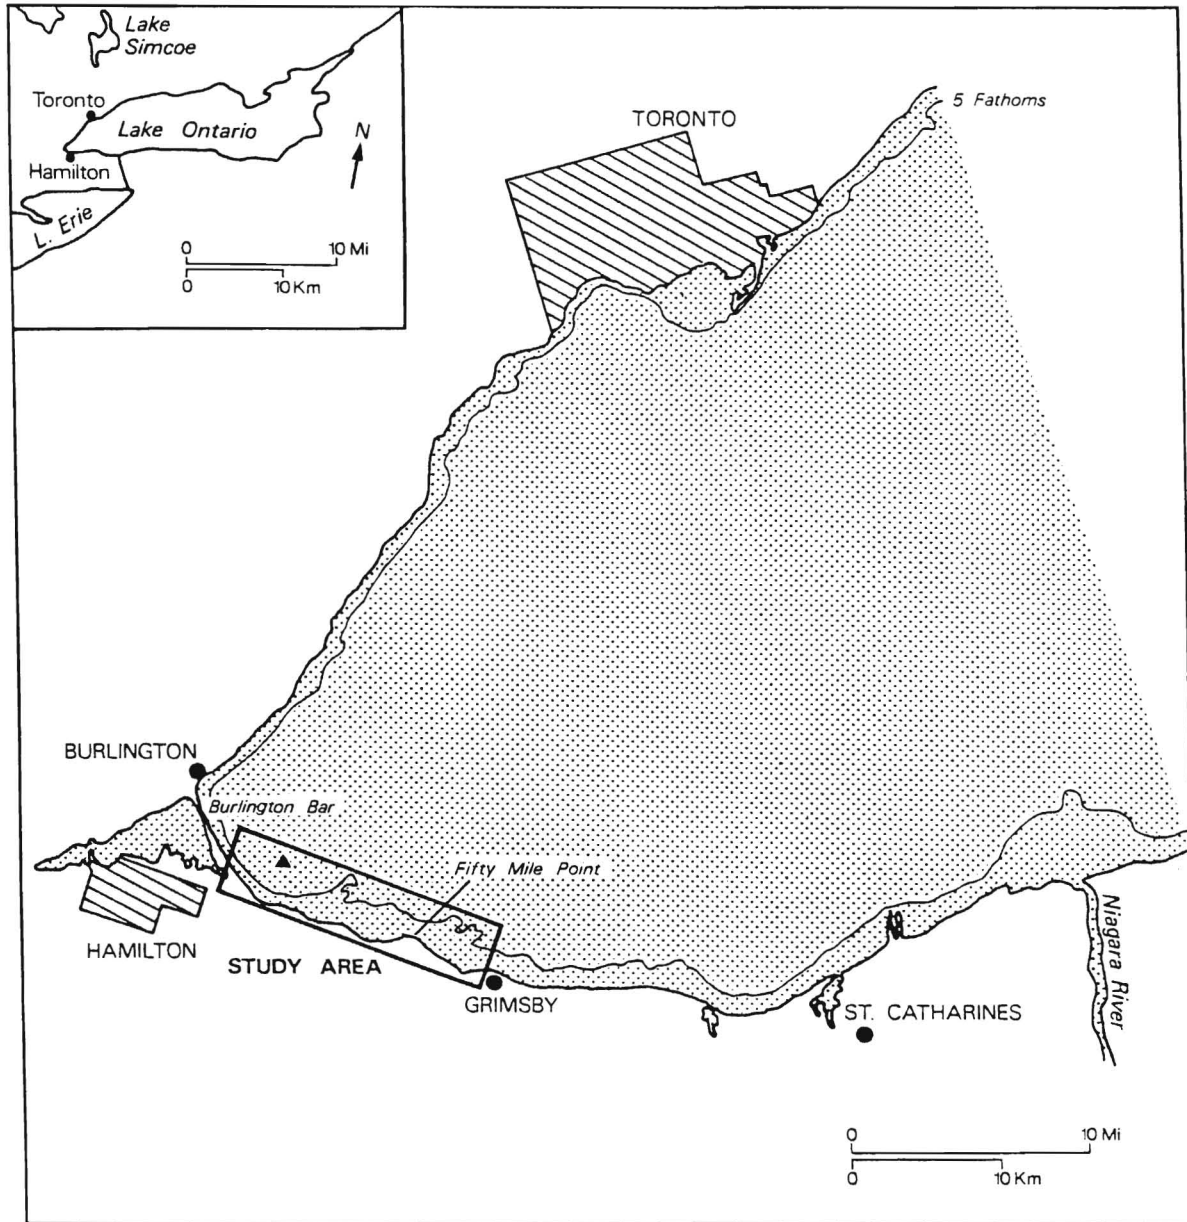 Lake
Simcoe
Toronto
Lake Ontario
N
Hamilton
L. Erie
0 10 Mi
0 10 Km
5 Fathoms
TORONTO
BURLINGTON
Burlington Bar
Fifty Mile Point
HAMILTON
STUDY AREA
GRIMSBY
ST. CATHARINES
Niagara River
0 10 Mi
0 10 Km